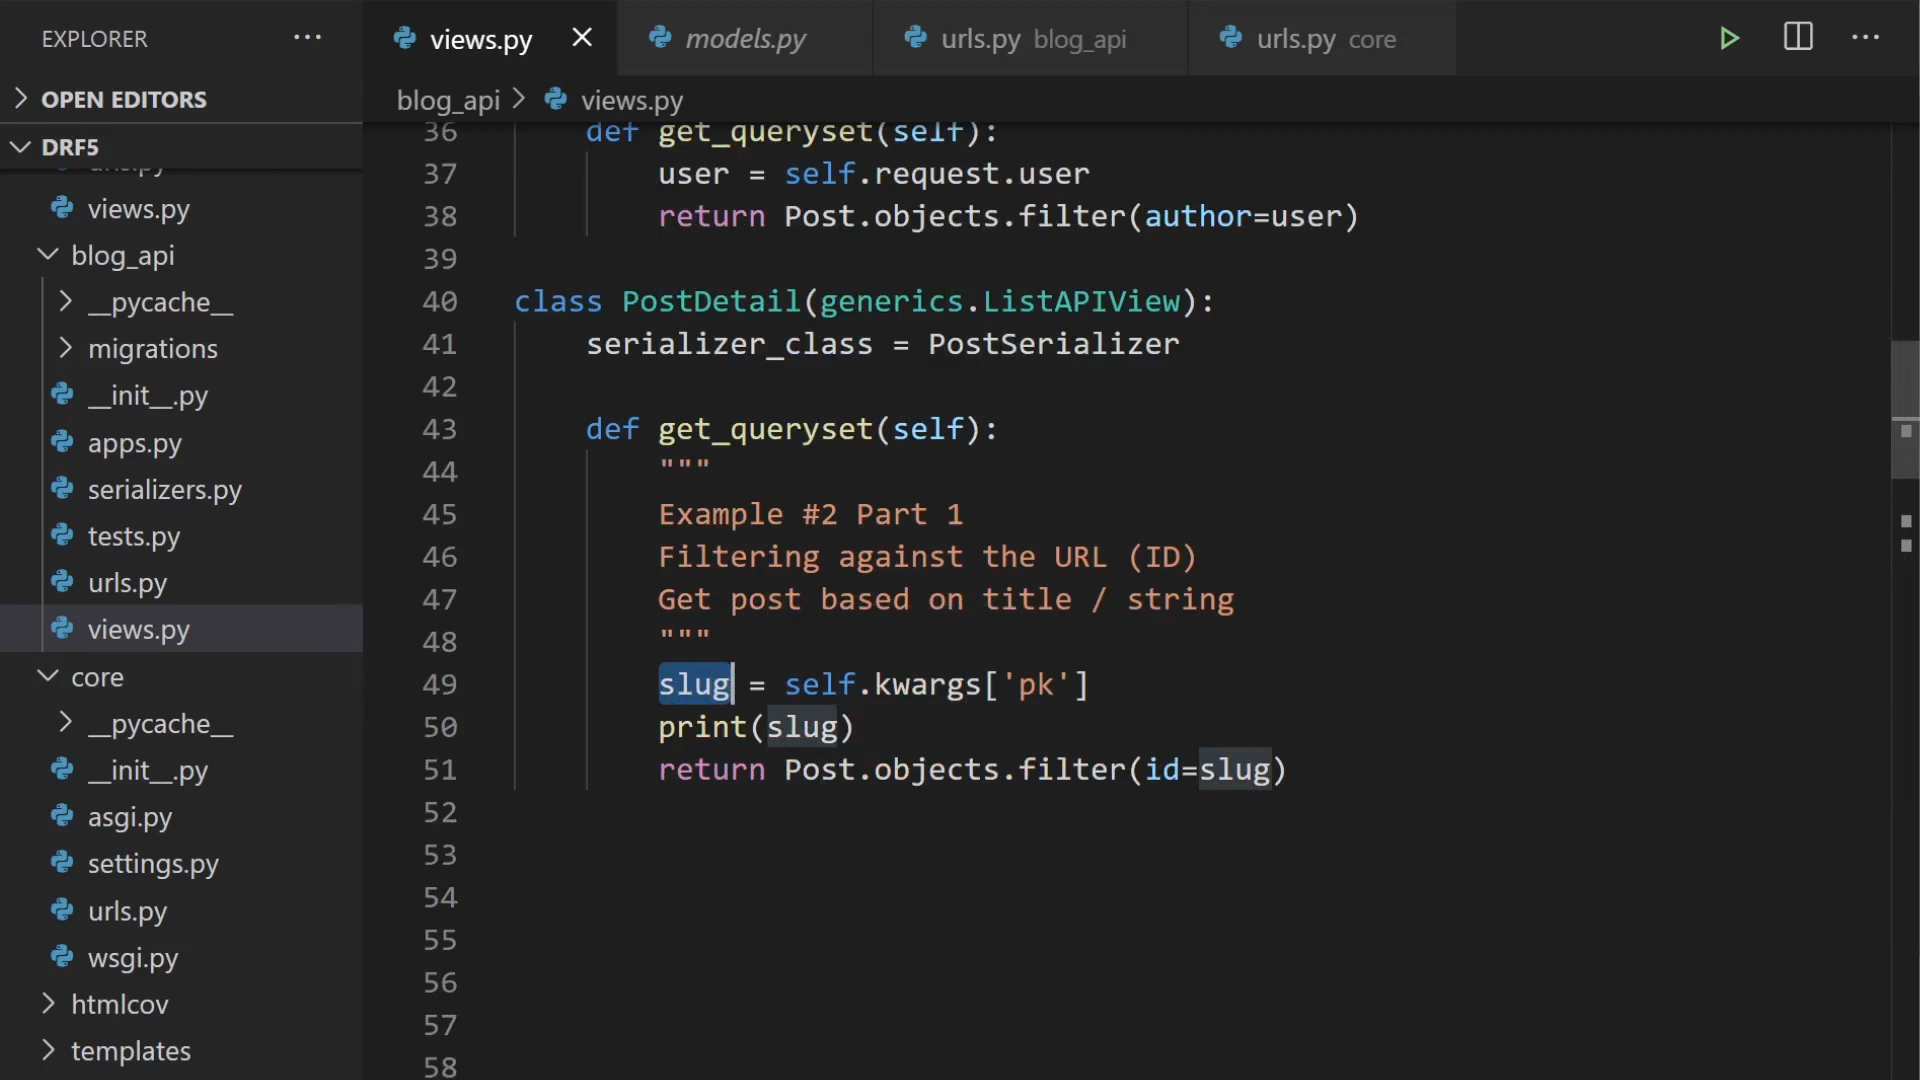 EXPLORER
OPEN EDITORS
DRF5
urls.py
views.py
blog_api
__pycache__
migrations
__init__.py
apps.py
serializers.py
tests.py
urls.py
views.py
core
__pycache__
__init__.py
asgi.py
settings.py
urls.py
wsgi.py
htmlcov
templates
views.py
models.py
urls.py blog_api
urls.py core
blog_api > views.py
36 def get_queryset(self):
37 user = self.request.user
38 return Post.objects.filter(author=user)
39
40 class PostDetail(generics.ListAPIView):
41 serializer_class = PostSerializer
42
43 def get_queryset(self):
44 """
45 Example #2 Part 1
46 Filtering against the URL (ID)
47 Get post based on title / string
48 """
49 slug = self.kwargs['pk']
50 print(slug)
51 return Post.objects.filter(id=slug)
52
53
54
55
56
57
58